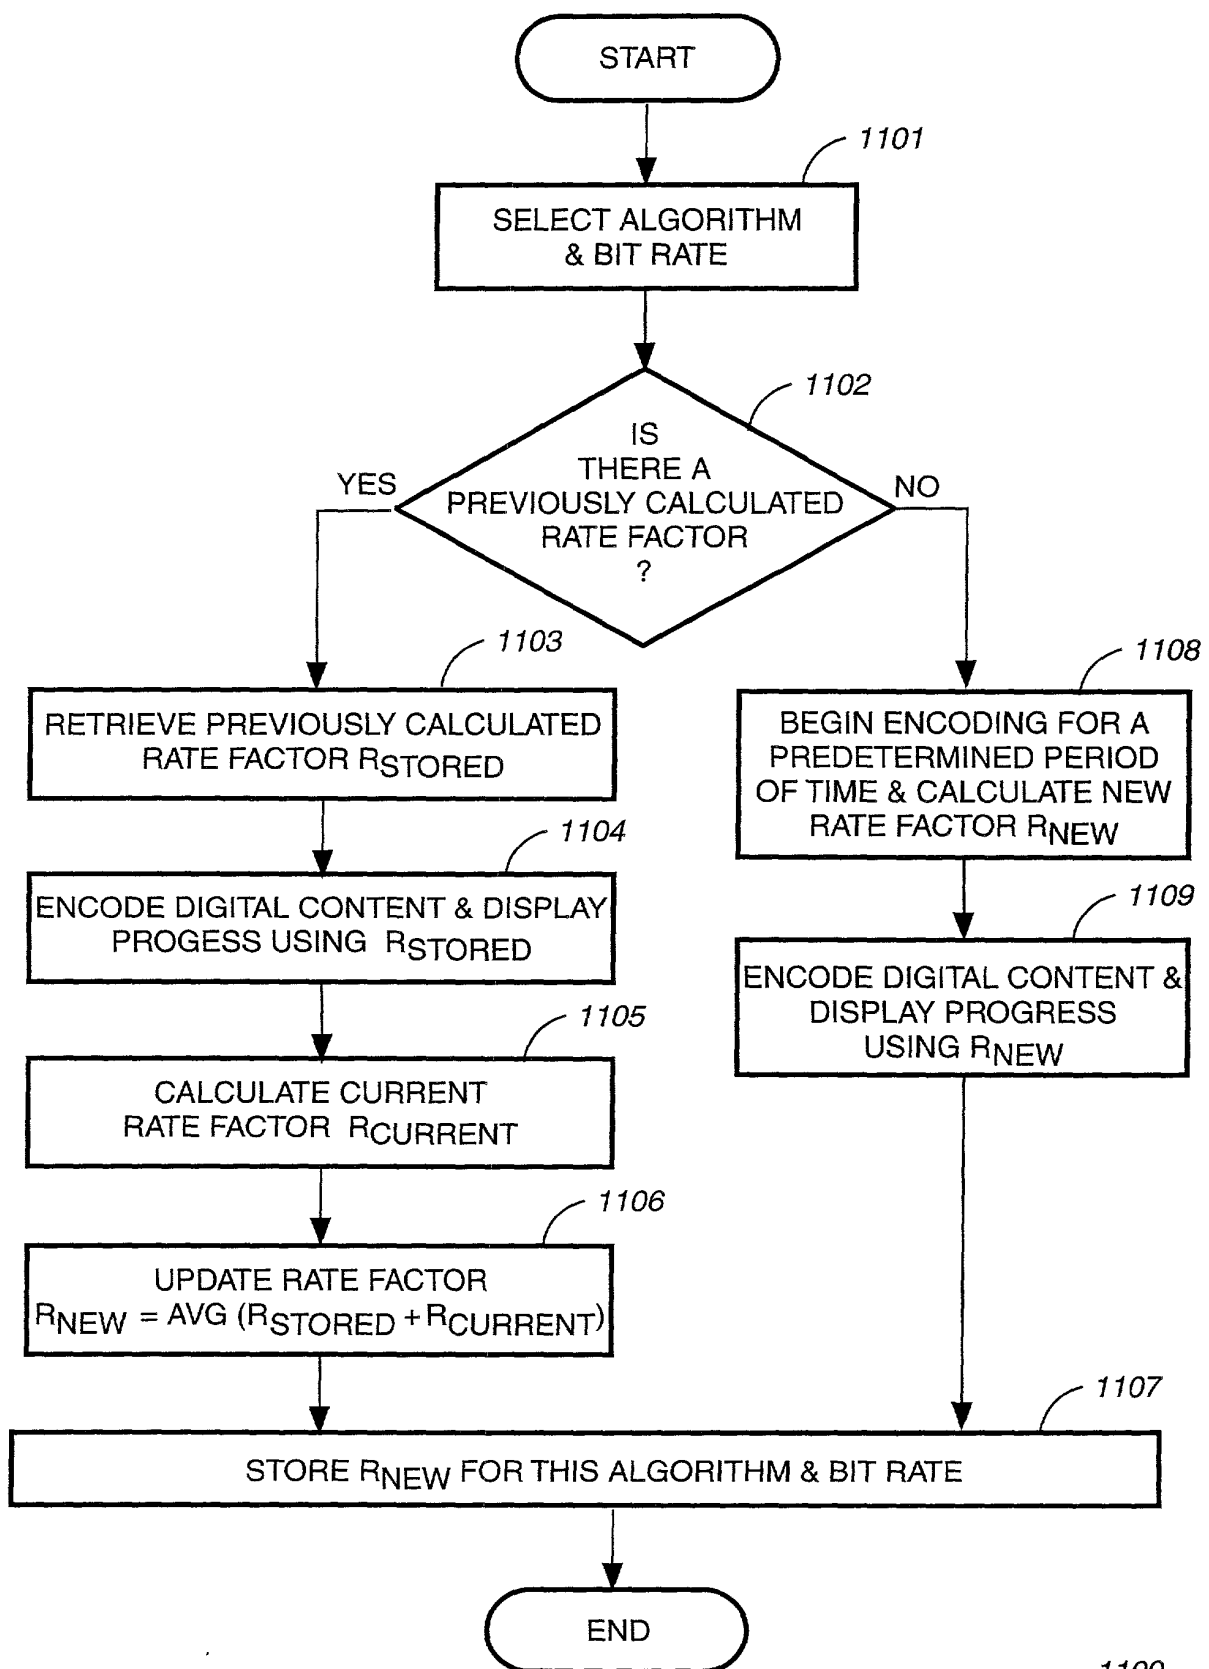 START
1101
SELECT ALGORITHM
& BIT RATE
1102
IS
THERE A
PREVIOUSLY CALCULATED
RATE FACTOR
?
YES
NO
1103
RETRIEVE PREVIOUSLY CALCULATED
RATE FACTOR RSTORED
1108
BEGIN ENCODING FOR A
PREDETERMINED PERIOD
OF TIME & CALCULATE NEW
RATE FACTOR RNEW
1104
ENCODE DIGITAL CONTENT & DISPLAY
PROGESS USING RSTORED
1109
ENCODE DIGITAL CONTENT &
DISPLAY PROGRESS
USING RNEW
1105
CALCULATE CURRENT
RATE FACTOR RCURRENT
1106
UPDATE RATE FACTOR
RNEW = AVG (RSTORED + RCURRENT)
1107
STORE RNEW FOR THIS ALGORITHM & BIT RATE
END